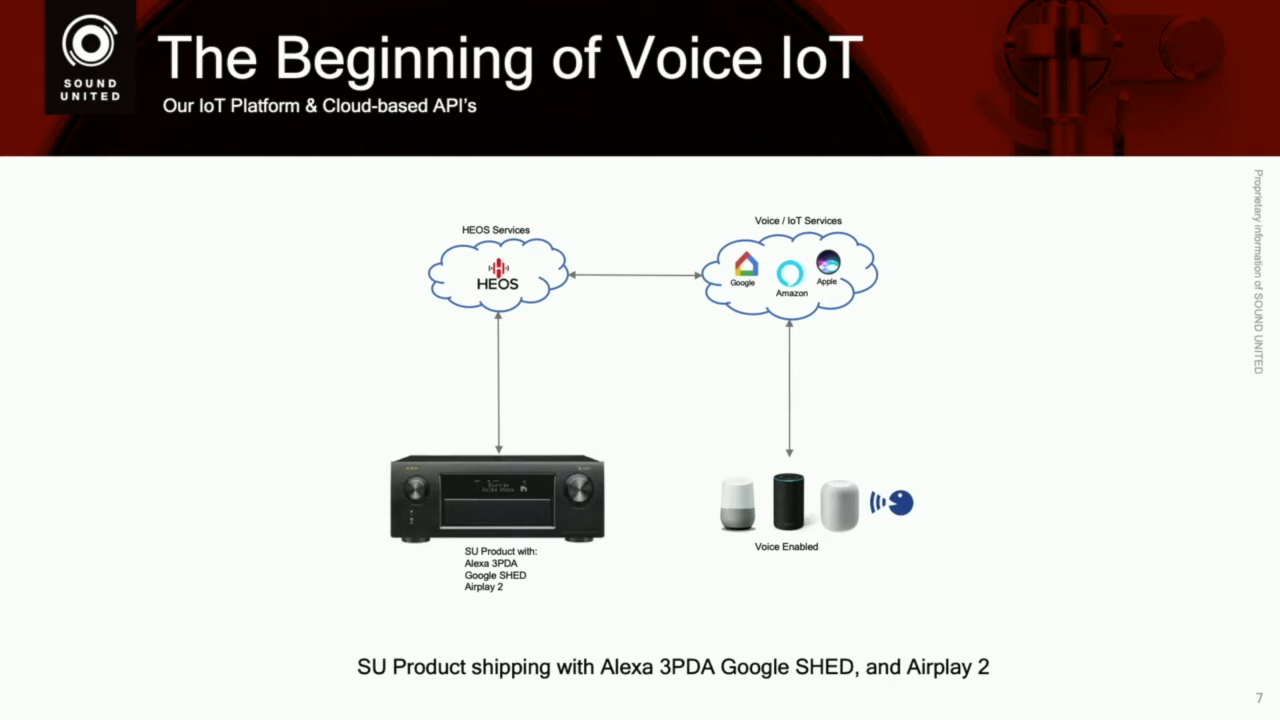 SOUND
UNITED
The Beginning of Voice IoT
Our IoT Platform & Cloud-based API's
Proprietary information of SOUND UNITED
HEOS Services
HEOS
Voice / IoT Services
Google
Amazon
Apple
SU Product with:
Alexa 3PDA
Google SHED
Airplay 2
Voice Enabled
SU Product shipping with Alexa 3PDA Google SHED, and Airplay 2
7